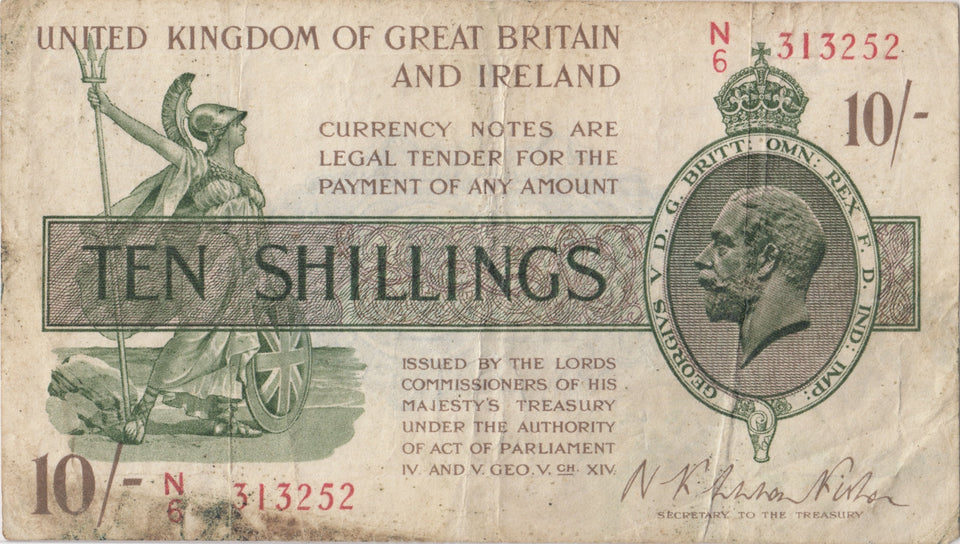 UNITED KINGDOM OF GREAT BRITAIN
AND IRELAND
N
6 313252
10/-
CURRENCY NOTES ARE
LEGAL TENDER FOR THE
PAYMENT OF ANY AMOUNT
GEORGIVS V D. G. BRITT: OMN: REX F. D. IND: IMP:
TEN SHILLINGS
ISSUED BY THE LORDS
COMMISSIONERS OF HIS
MAJESTY'S TREASURY
UNDER THE AUTHORITY
OF ACT OF PARLIAMENT
IV. AND V. GEO. V. CH. XIV.
10/-
N
6 313252
SECRETARY TO THE TREASURY